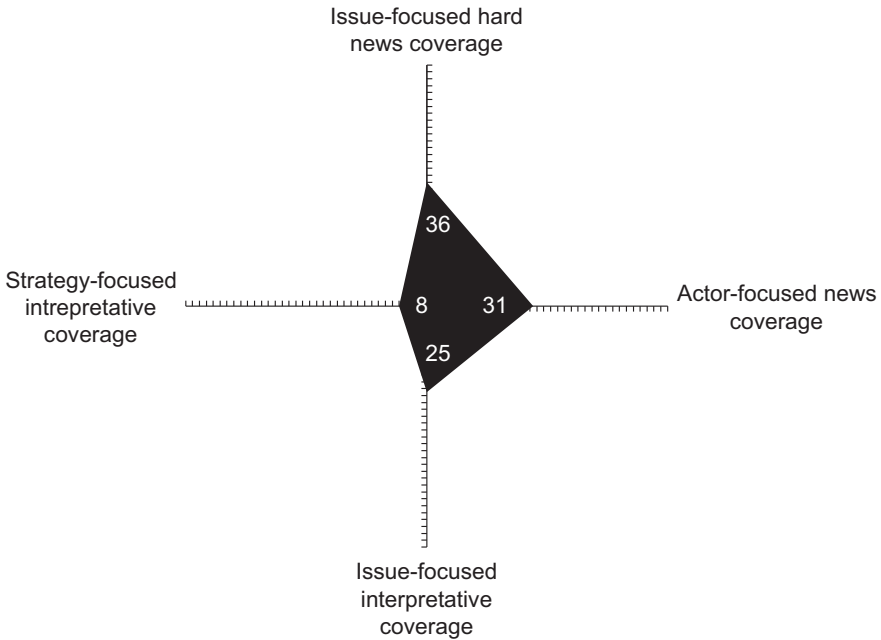 Issue-focused hard
news coverage
36
Strategy-focused
intrepretative
coverage
8
31
Actor-focused news
coverage
25
Issue-focused
interpretative
coverage